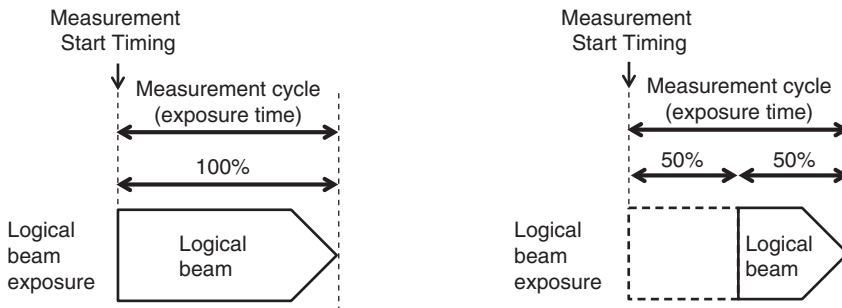 Measurement
Start Timing
Measurement cycle
(exposure time)
100%
Logical
beam
exposure
Logical
beam
Measurement
Start Timing
Measurement cycle
(exposure time)
50%
50%
Logical
beam
exposure
Logical
beam